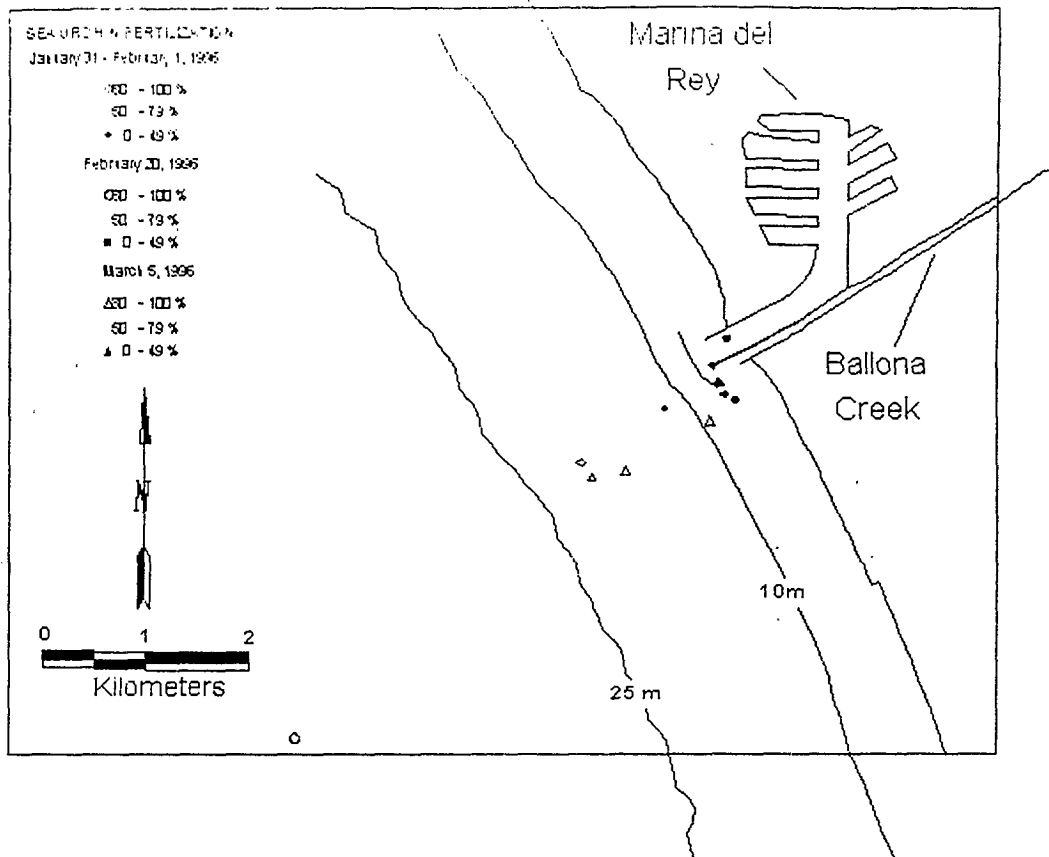 SEA URCHIN FERTILIZATION
January 31 - February 1, 1996
80 - 100 %
50 - 79 %
0 - 49 %
February, 1996
80 - 100 %
50 - 79 %
0 - 49 %
March 5, 1996
80 - 100 %
50 - 79 %
0 - 49 %
N
0 1 2
Kilometers
Marina del
Rey
Ballona
Creek
10m
25 m